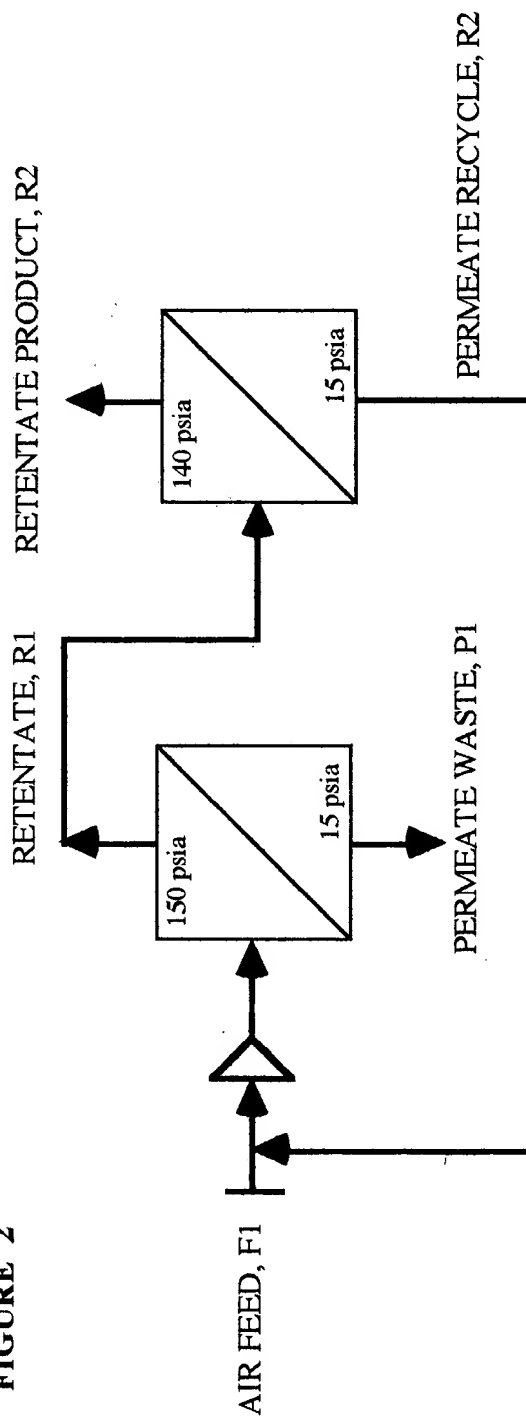 FIGURE 2
RETENTATE, R1
RETENTATE PRODUCT, R2
150 psia
140 psia
15 psia
15 psia
AIR FEED, F1
PERMEATE WASTE, P1
PERMEATE RECYCLE, R2